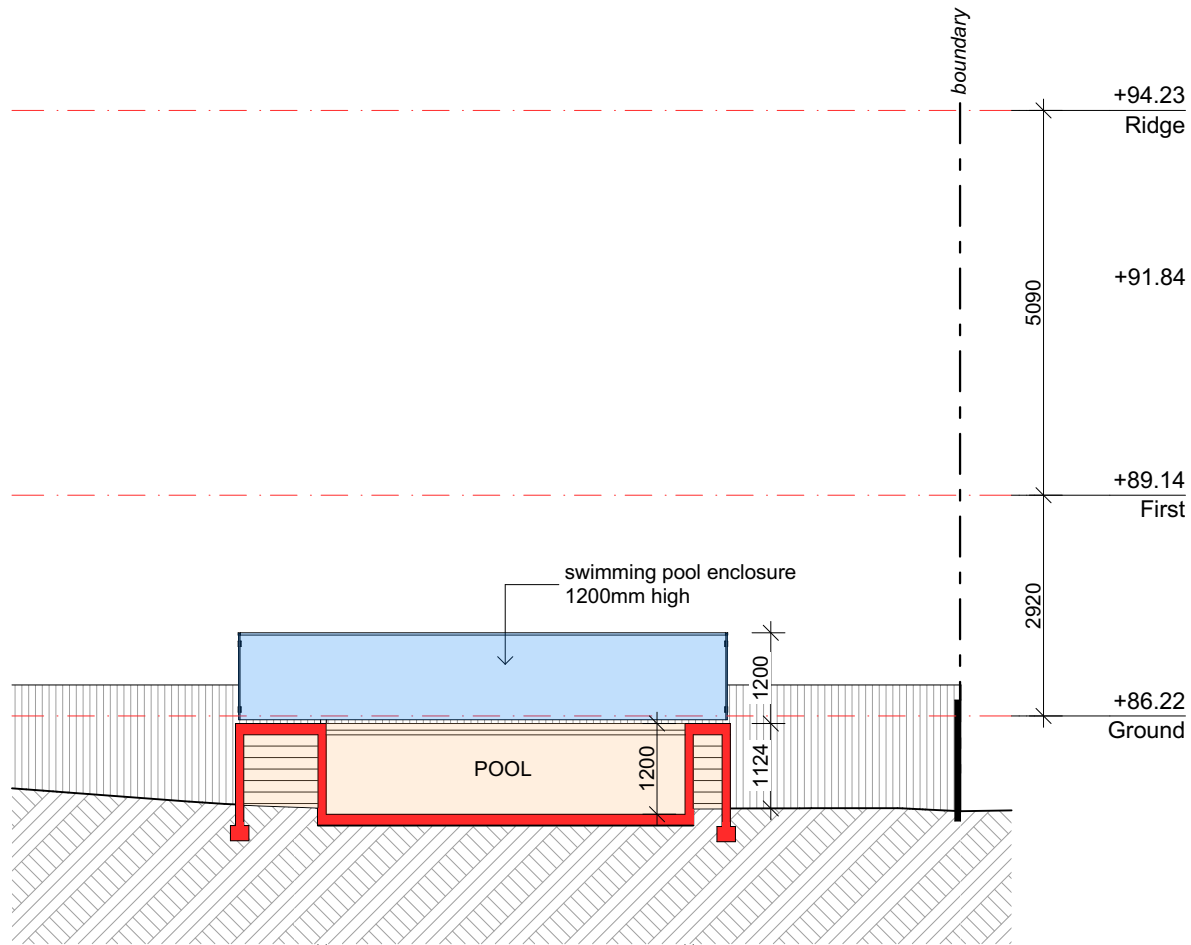 boundary
+94.23
Ridge
+91.84
5090
+89.14
First
swimming pool enclosure
1200mm high
2920
1200
+86.22
Ground
POOL
1200
1124